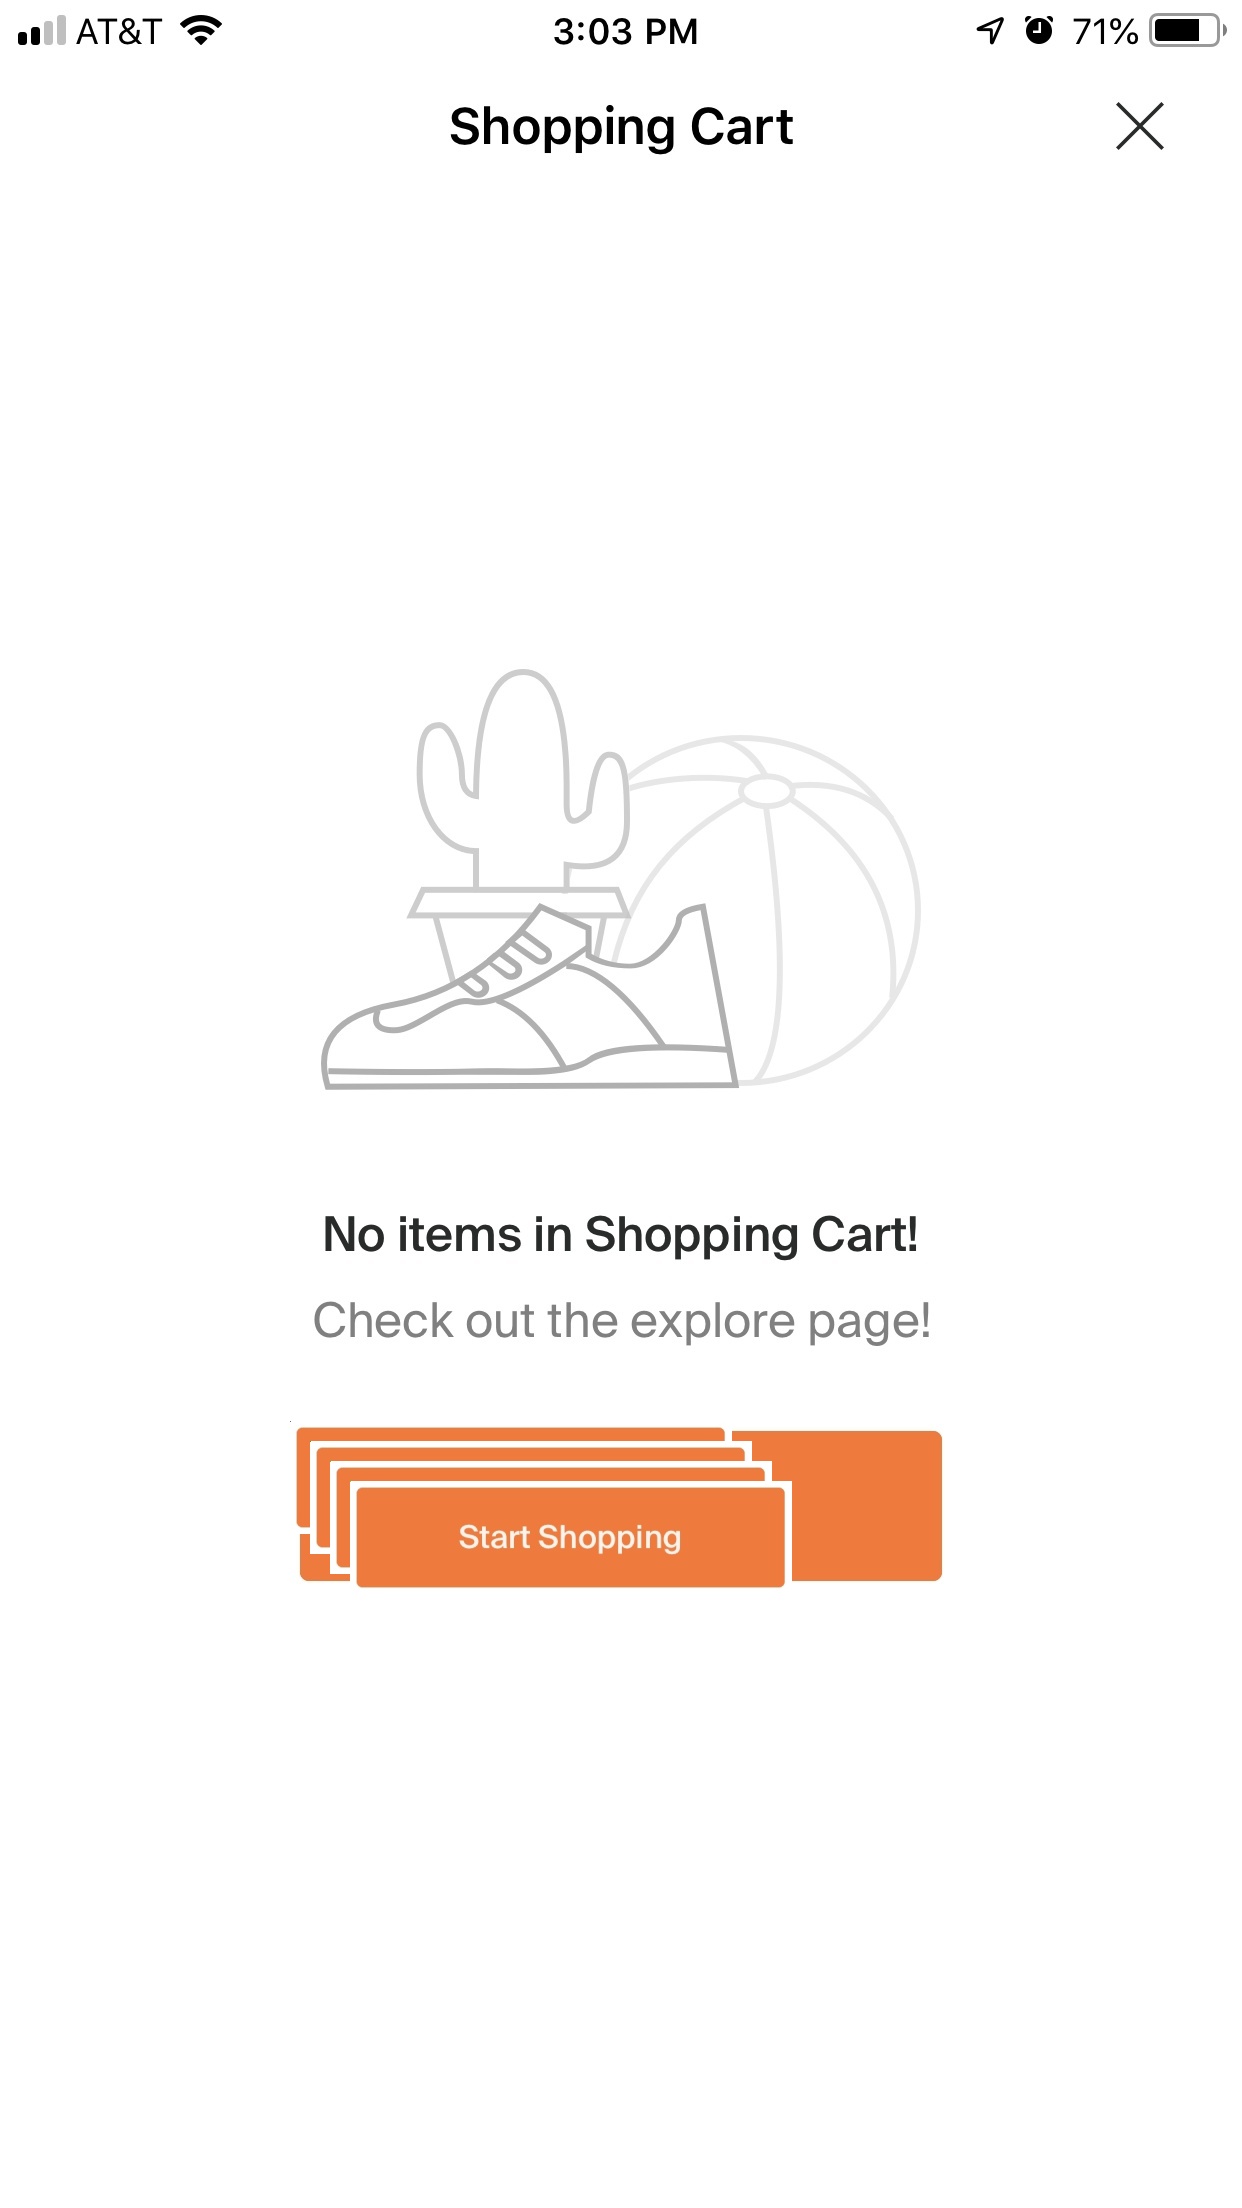 AT&T 3:03 PM 71%
Shopping Cart
No items in Shopping Cart!
Check out the explore page!
Start Shopping